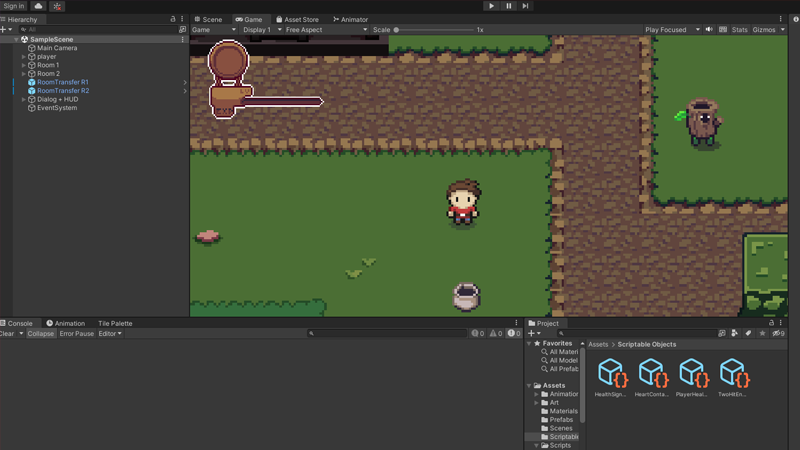 Sign in
Hierarchy
All
SampleScene
Main Camera
player
Room 1
Room 2
RoomTransfer R1
RoomTransfer R2
Dialog + HUD
EventSystem
Scene Game Asset Store Animator
Game Display 1 Free Aspect Scale 1x Play Focused Stats Gizmos
Console Animation Tile Palette
Clear Collapse Error Pause Editor 0 0 0
Project
9
Favorites
All Materi
All Model
All Prefab
Assets
Animation
Art
Materials
Prefabs
Scenes
Scriptable
Scripts
Assets > Scriptable Objects
HealthSign... HeartConta... PlayerHeal... TwoHitEn...